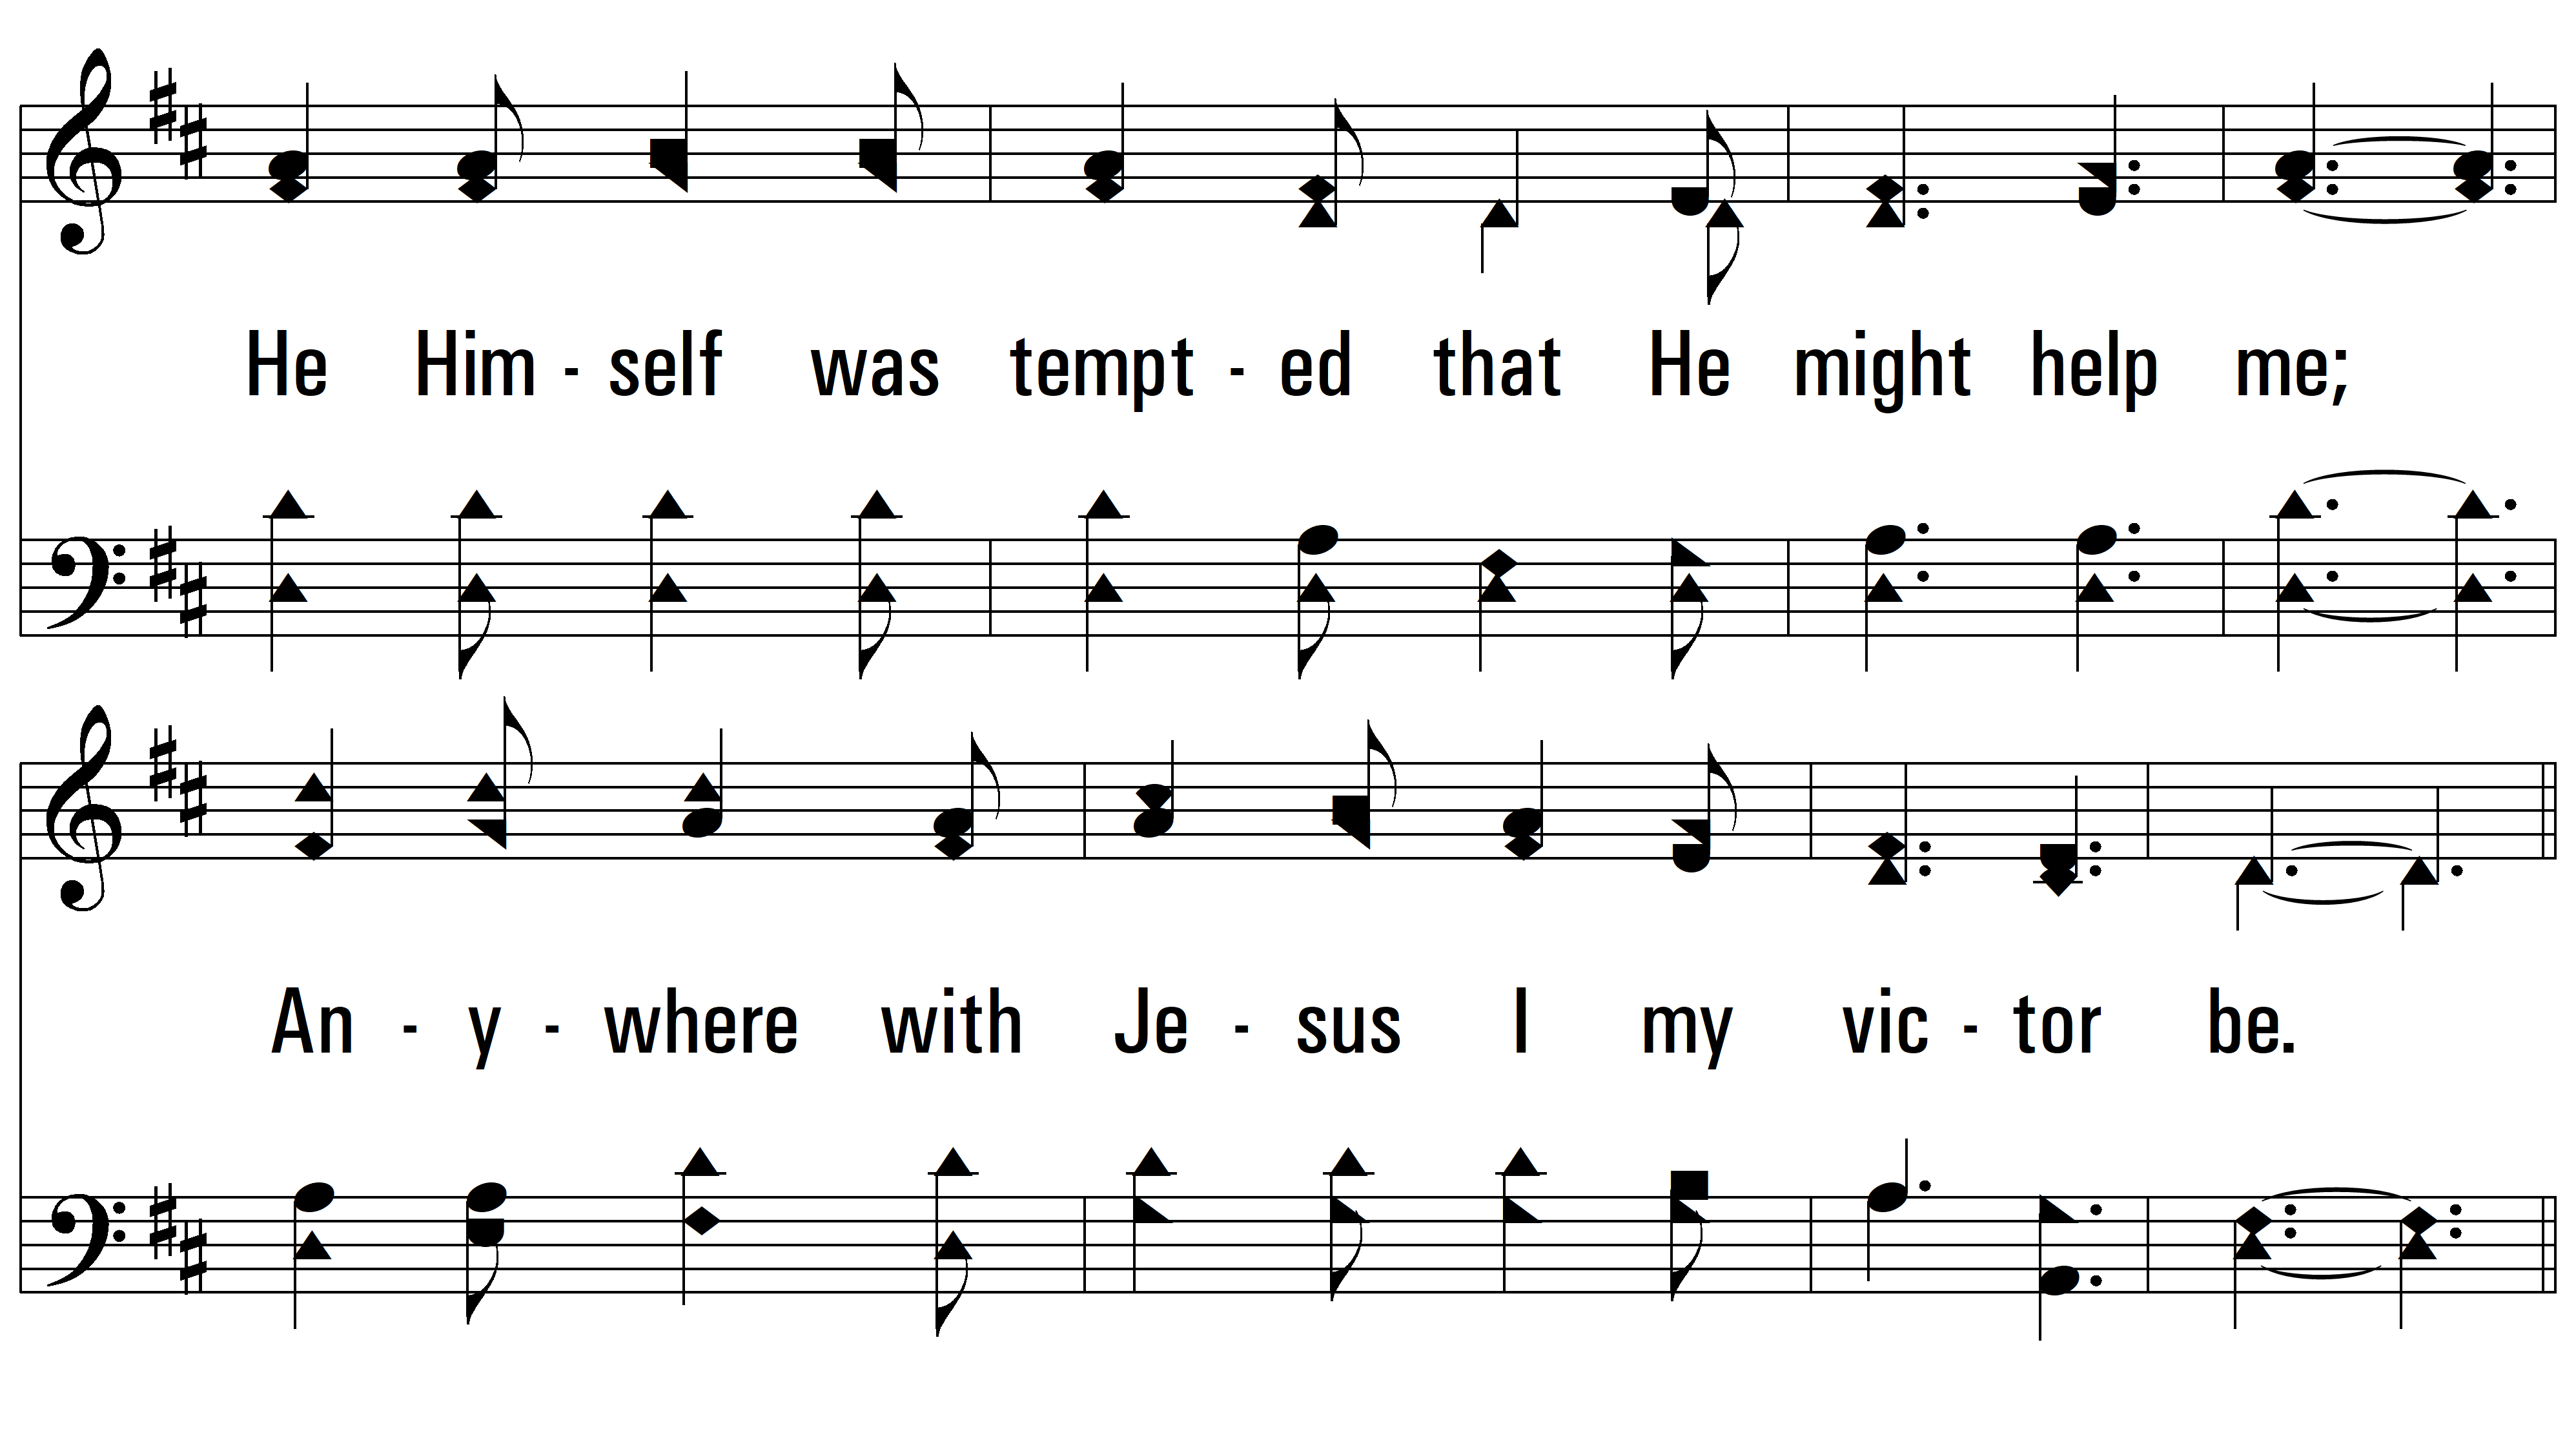 He Him - self was tempt - ed that He might help me;
An - y - where with Je - sus I my vic - tor be.